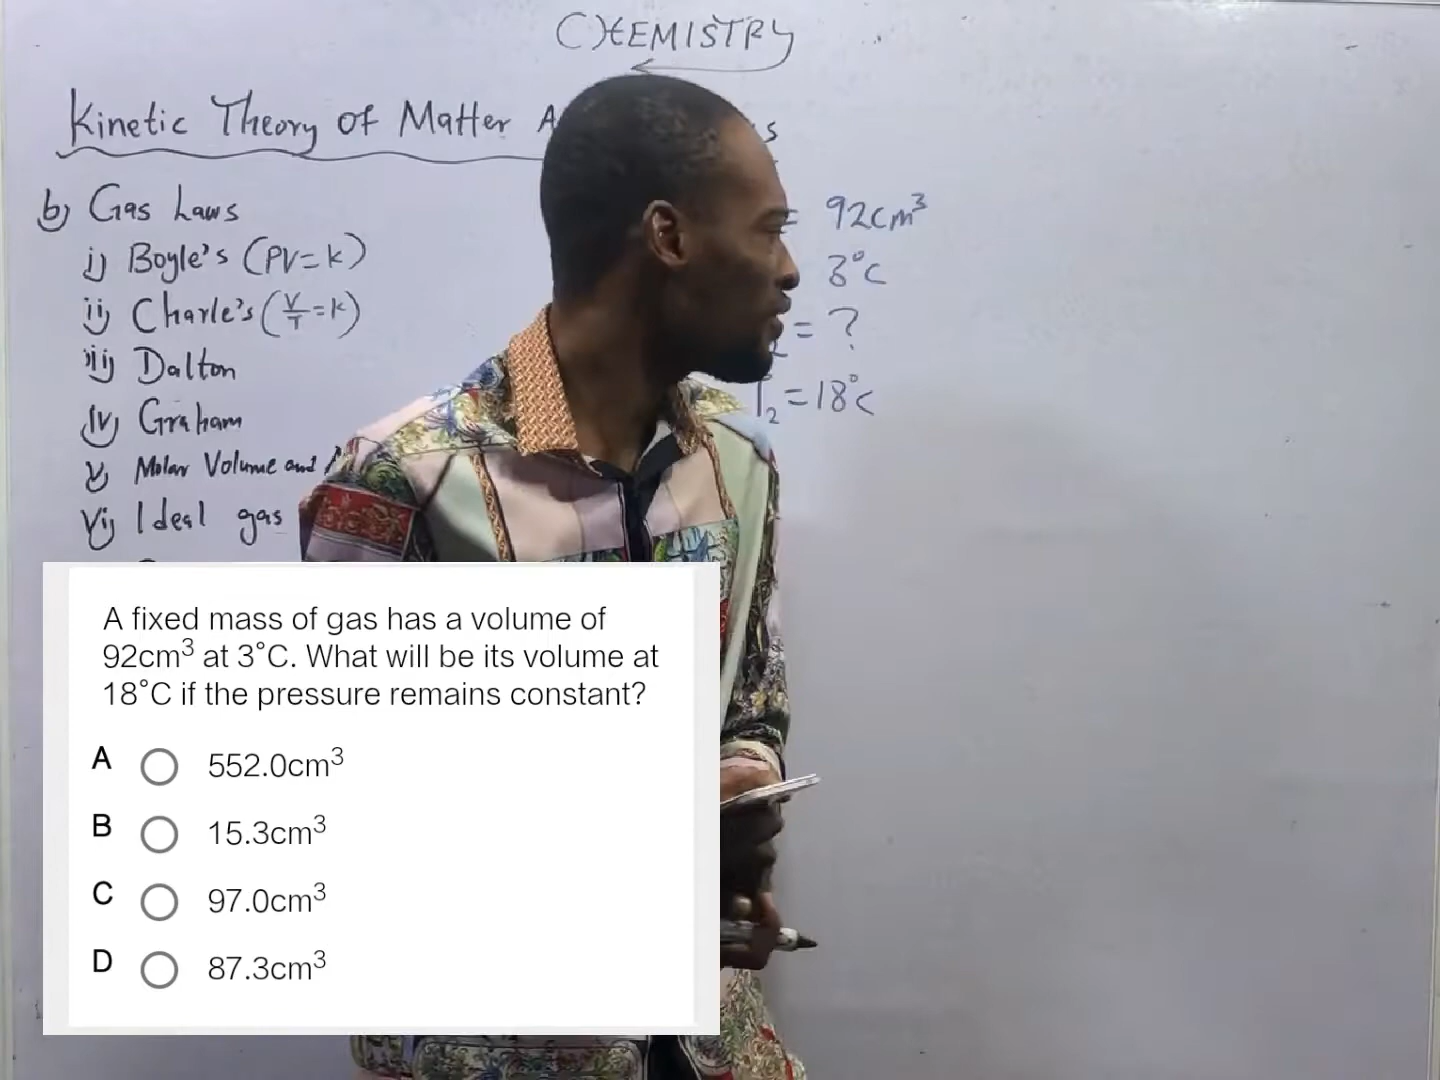 CHEMISTRY
Kinetic Theory of Matter A s
b) Gas Laws
i) Boyle's (PV=k)
ii) Charle's (V/T=k)
iii) Dalton
iv) Graham
v) Molar Volume and
vi) Ideal gas
= 92cm³
3°c
2 = ?
T₂ = 18°c
A fixed mass of gas has a volume of
92cm³ at 3°C. What will be its volume at
18°C if the pressure remains constant?
A 552.0cm³
B 15.3cm³
C 97.0cm³
D 87.3cm³